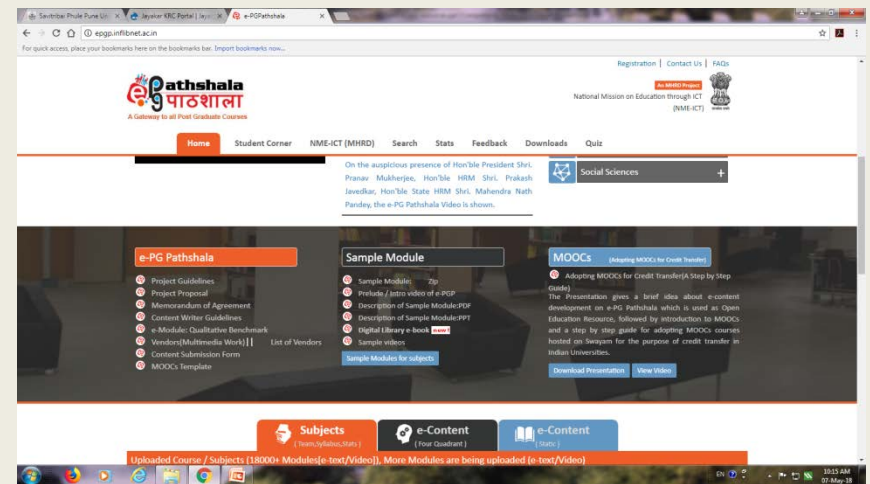 Savitribai Phule Pune Uni
Jayakar KRC Portal | Jaya
e-PGPathshala
epgp.inflibnet.ac.in
For quick access, place your bookmarks here on the bookmarks bar. Import bookmarks now...
Registration | Contact Us | FAQs
An MHRD Project
ePathshala
पाठशाला
A Gateway to all Post Graduate Courses
National Mission on Education through ICT
(NME-ICT)
Home Student Corner NME-ICT (MHRD) Search Stats Feedback Downloads Quiz
On the auspicious presence of Hon'ble President Shri.
Pranav Mukherjee, Hon'ble HRM Shri. Prakash
Javedkar, Hon'ble State HRM Shri. Mahendra Nath
Pandey, the e-PG Pathshala Video is shown.
Social Sciences +
e-PG Pathshala
Project Guidelines
Project Proposal
Memorandum of Agreement
Content Writer Guidelines
e-Module: Qualitative Benchmark
Vendors(Multimedia Work)|| List of Vendors
Content Submission Form
MOOCs Template
Sample Module
Sample Module: Zip
Prelude / Intro video of e-PGP
Description of Sample Module:PDF
Description of Sample Module:PPT
Digital Library e-book new!
Sample videos
Sample Modules for subjects
MOOCs (Adopting MOOCs for Credit Transfer)
Adopting MOOCs for Credit Transfer(A Step by Step
Guide)
The Presentation gives a brief idea about e-content
development on e-PG Pathshala which is used as Open
Education Resource, followed by introduction to MOOCs
and a step by step guide for adopting MOOCs courses
hosted on Swayam for the purpose of credit transfer in
Indian Universities.
Download Presentation View Video
Subjects
(Team,Syllabus,Stats)
e-Content
(Four Quadrant)
e-Content
(Static)
Uploaded Course / Subjects (18000+ Modules[e-text/Video]), More Modules are being uploaded (e-text/Video)
EN
10:15 AM
07-May-18